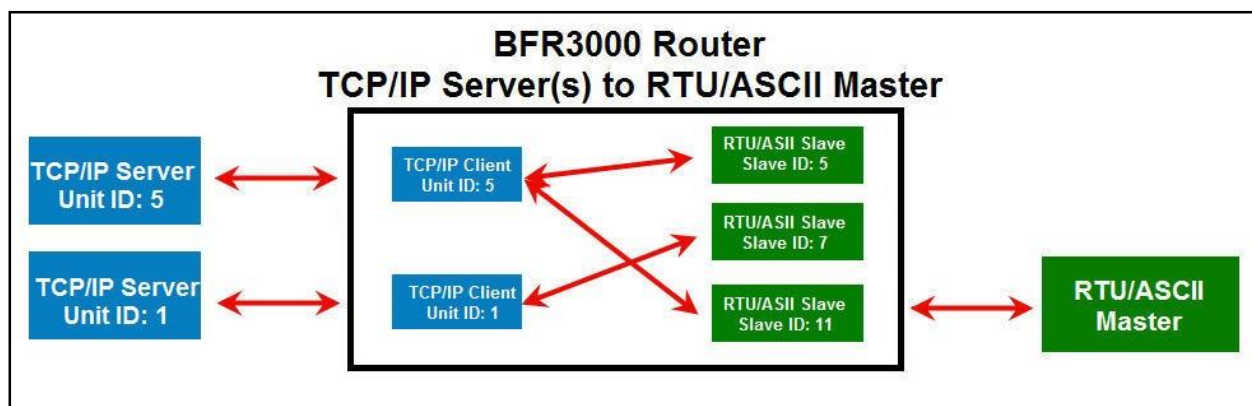 BFR3000 Router
TCP/IP Server(s) to RTU/ASCII Master
TCP/IP Server
Unit ID: 5
TCP/IP Server
Unit ID: 1
TCP/IP Client
Unit ID: 5
TCP/IP Client
Unit ID: 1
RTU/ASII Slave
Slave ID: 5
RTU/ASII Slave
Slave ID: 7
RTU/ASII Slave
Slave ID: 11
RTU/ASCII
Master